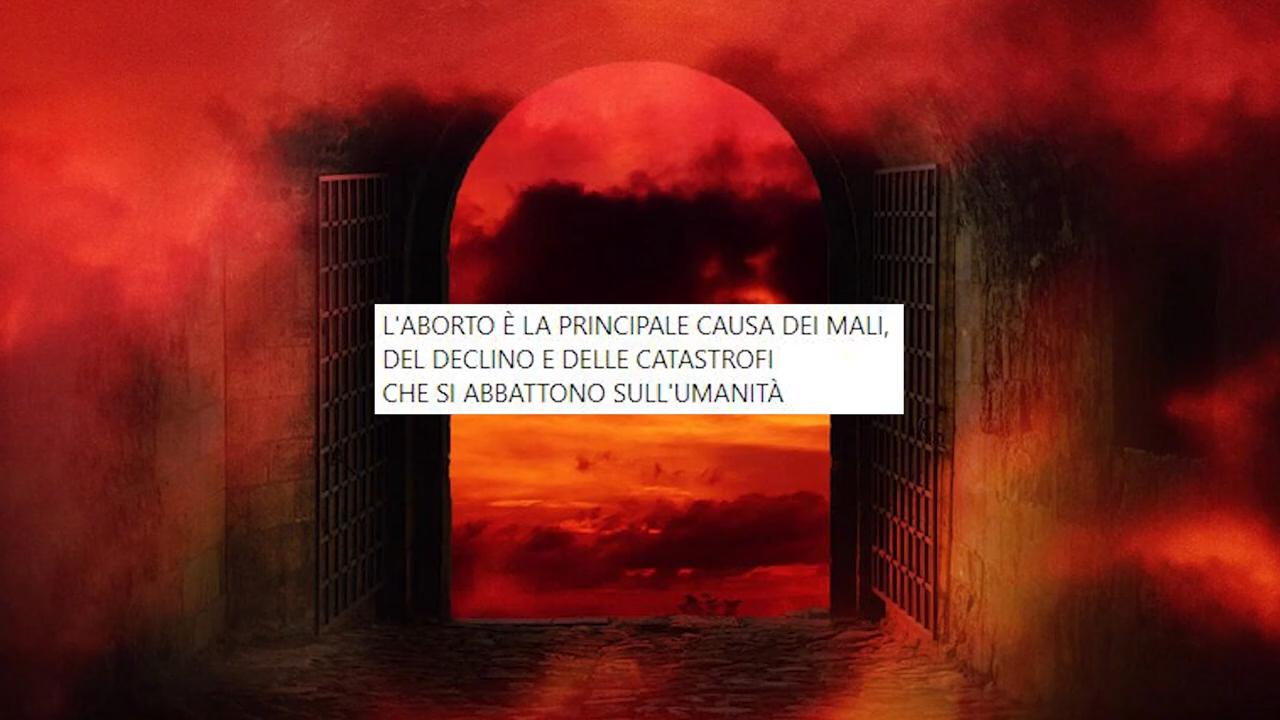 L'ABORTO È LA PRINCIPALE CAUSA DEI MALI,
DEL DECLINO E DELLE CATASTROFI
CHE SI ABBATTONO SULL'UMANITÀ